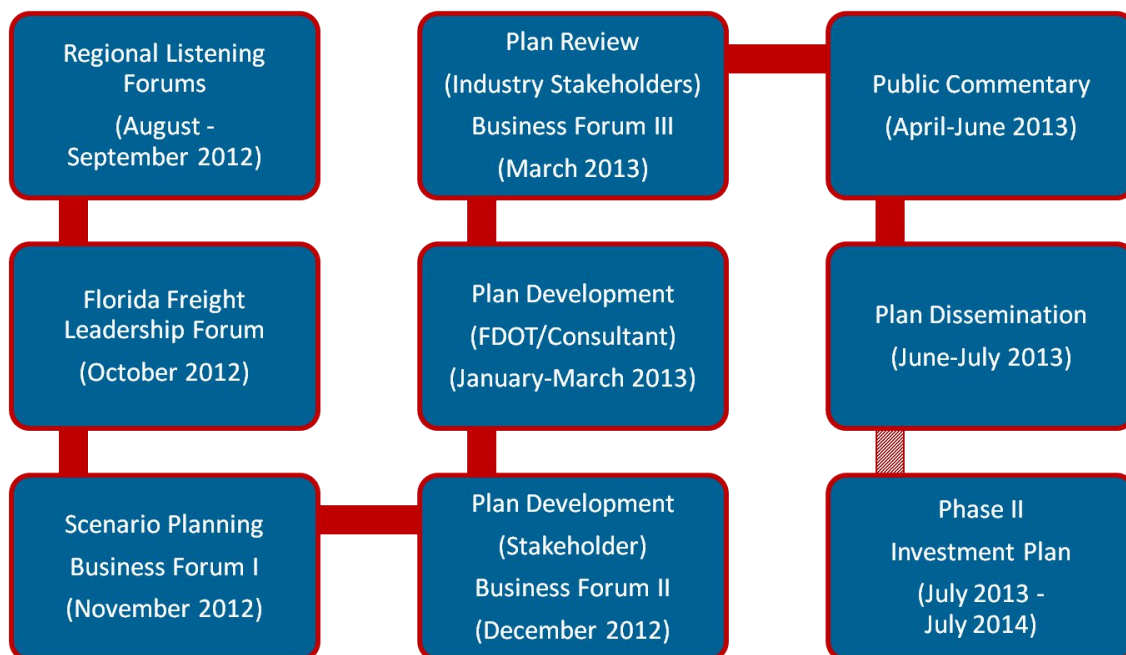 Regional Listening
Forums
(August -
September 2012)
Florida Freight
Leadership Forum
(October 2012)
Scenario Planning
Business Forum I
(November 2012)
Plan Development
(Stakeholder)
Business Forum II
(December 2012)
Plan Development
(FDOT/Consultant)
(January-March 2013)
Plan Review
(Industry Stakeholders)
Business Forum III
(March 2013)
Public Commentary
(April-June 2013)
Plan Dissemination
(June-July 2013)
Phase II
Investment Plan
(July 2013 -
July 2014)